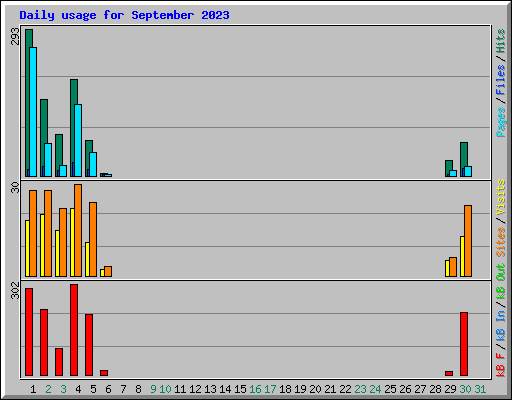 Daily usage for September 2023
293
Pages / Files / Hits
30
Sites / Visits
302
kB F / kB In / kB Out
1 2 3 4 5 6 7 8 9 10 11 12 13 14 15 16 17 18 19 20 21 22 23 24 25 26 27 28 29 30 31